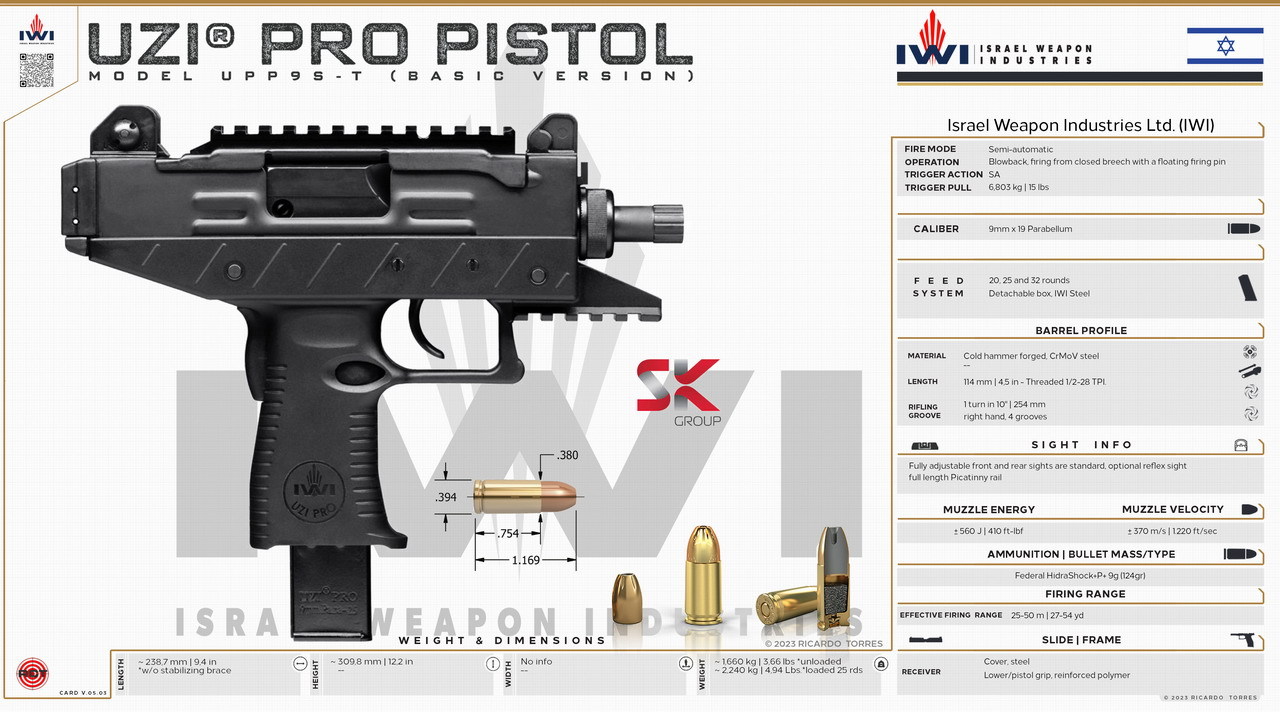 IWI
UZI® PRO PISTOL
MODEL UPP9S-T (BASIC VERSION)
IWI
ISRAEL WEAPON
INDUSTRIES
Israel Weapon Industries Ltd. (IWI)
FIRE MODE Semi-automatic
OPERATION Blowback, firing from closed breech with a floating firing pin
TRIGGER ACTION SA
TRIGGER PULL 6,803 kg | 15 lbs
CALIBER 9mm x 19 Parabellum
FEED SYSTEM
20, 25 and 32 rounds
Detachable box, IWI Steel
BARREL PROFILE
MATERIAL Cold hammer forged, CrMoV steel
--
LENGTH 114 mm | 4.5 in - Threaded 1/2-28 TPI.
RIFLING GROOVE
1 turn in 10" | 254 mm
right hand, 4 grooves
SIGHT INFO
Fully adjustable front and rear sights are standard, optional reflex sight
full length Picatinny rail
MUZZLE ENERGY MUZZLE VELOCITY
± 560 J | 410 ft-lbf ± 370 m/s | 1.220 ft/sec
AMMUNITION | BULLET MASS/TYPE
Federal HidraShock+P+ 9g (124gr)
FIRING RANGE
EFFECTIVE FIRING RANGE 25-50 m | 27-54 yd
SLIDE | FRAME
RECEIVER
Cover, steel
Lower/pistol grip, reinforced polymer
© 2023 RICARDO TORRES
SK
GROUP
IWI
UZI PRO
IWI
.380
.394
.754
1.169
ISRAEL WEAPON INDUSTRIES
© 2023 RICARDO TORRES
WEIGHT & DIMENSIONS
LENGTH
~ 238.7 mm | 9.4 in
*w/o stabilizing brace
HEIGHT
~ 309.8 mm | 12.2 in
--
WIDTH
No info
--
WEIGHT
~ 1.660 kg | 3.66 lbs *unloaded
~ 2,240 kg | 4,94 Lbs.*loaded 25 rds
RDT
CARD V.05.03